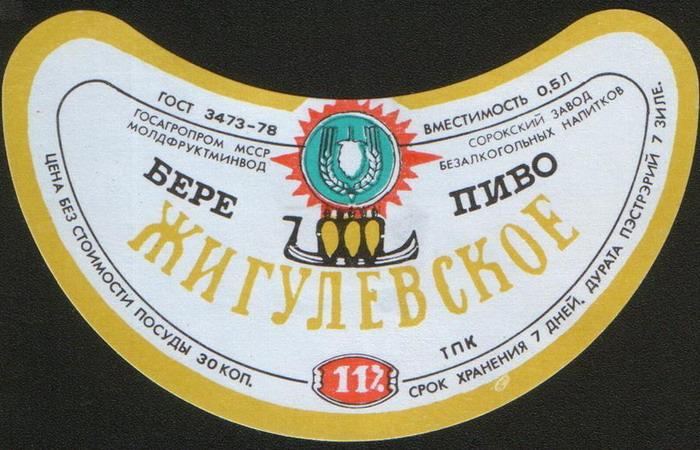 ГОСТ 3473-78
ГОСАГРОПРОМ МССР
МОЛДФРУКТМИНВОД
ВМЕСТИМОСТЬ 0,5Л
СОРОКСКИЙ ЗАВОД
БЕЗАЛКОГОЛЬНЫХ НАПИТКОВ
БЕРЕ
ПИВО
ЖИГУЛЕВСКОЕ
ТПК
11%
ЦЕНА БЕЗ СТОИМОСТИ ПОСУДЫ 30 КОП.
СРОК ХРАНЕНИЯ 7 ДНЕЙ. ДУРАТА ПЭСТРЭРИЙ 7 ЗИЛЕ.